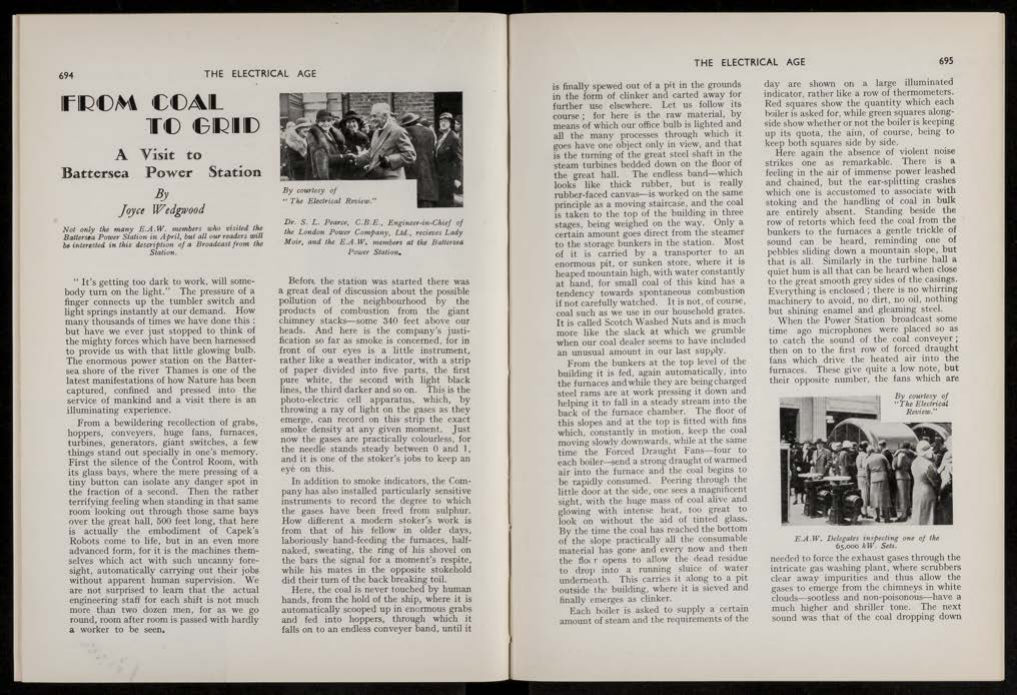 694
THE ELECTRICAL AGE
FROM COAL
TO GRID
A Visit to
Battersea Power Station
By
Joyce Wedgwood
Not only the many E.A.W. members who visited the
Battersea Power Station in April, but all our readers will
be interested in this description of a Broadcast from the
Station.
" It's getting too dark to work, will some-
body turn on the light." The pressure of a
finger connects up the tumbler switch and
light springs instantly at our demand. How
many thousands of times we have done this ;
but have we ever just stopped to think of
the mighty forces which have been harnessed
to provide us with that little glowing bulb.
The enormous power station on the Batter-
sea shore of the river Thames is one of the
latest manifestations of how Nature has been
captured, confined and pressed into the
service of mankind and a visit there is an
illuminating experience.
From a bewildering recollection of grabs,
hoppers, conveyers, huge fans, furnaces,
turbines, generators, giant switches, a few
things stand out specially in one's memory.
First the silence of the Control Room, with
its glass bays, where the mere pressing of a
tiny button can isolate any danger spot in
the fraction of a second. Then the rather
terrifying feeling when standing in that same
room looking out through those same bays
over the great hall, 500 feet long, that here
is actually the embodiment of Capek's
Robots come to life, but in an even more
advanced form, for it is the machines them-
selves which act with such uncanny fore-
sight, automatically carrying out their jobs
without apparent human supervision. We
are not surprised to learn that the actual
engineering staff for each shift is not much
more than two dozen men, for as we go
round, room after room is passed with hardly
a worker to be seen.
By courtesy of
" The Electrical Review."
Dr. S. L. Pearce, C.B.E., Engineer-in-Chief of
the London Power Company, Ltd., recieves Lady
Moir, and the E.A.W. members at the Battersea
Power Station.
Before the station was started there was
a great deal of discussion about the possible
pollution of the neighbourhood by the
products of combustion from the giant
chimney stacks—some 340 feet above our
heads. And here is the company's justi-
fication so far as smoke is concerned, for in
front of our eyes is a little instrument,
rather like a weather indicator, with a strip
of paper divided into five parts, the first
pure white, the second with light black
lines, the third darker and so on. This is the
photo-electric cell apparatus, which, by
throwing a ray of light on the gases as they
emerge, can record on this strip the exact
smoke density at any given moment. Just
now the gases are practically colourless, for
the needle stands steady between 0 and 1,
and it is one of the stoker's jobs to keep an
eye on this.
In addition to smoke indicators, the Com-
pany has also installed particularly sensitive
instruments to record the degree to which
the gases have been freed from sulphur.
How different a modern stoker's work is
from that of his fellow in older days,
laboriously hand-feeding the furnaces, half-
naked, sweating, the ring of his shovel on
the bars the signal for a moment's respite,
while his mates in the opposite stokehold
did their turn of the back breaking toil.
Here, the coal is never touched by human
hands, from the hold of the ship, where it is
automatically scooped up in enormous grabs
and fed into hoppers, through which it
falls on to an endless conveyer band, until it
THE ELECTRICAL AGE
695
is finally spewed out of a pit in the grounds
in the form of clinker and carted away for
further use elsewhere. Let us follow its
course ; for here is the raw material, by
means of which our office bulb is lighted and
all the many processes through which it
goes have one object only in view, and that
is the turning of the great steel shaft in the
steam turbines bedded down on the floor of
the great hall. The endless band—which
looks like thick rubber, but is really
rubber-faced canvas—is worked on the same
principle as a moving staircase, and the coal
is taken to the top of the building in three
stages, being weighed on the way. Only a
certain amount goes direct from the steamer
to the storage bunkers in the station. Most
of it is carried by a transporter to an
enormous pit, or sunken store, where it is
heaped mountain high, with water constantly
at hand, for small coal of this kind has a
tendency towards spontaneous combustion
if not carefully watched. It is not, of course,
coal such as we use in our household grates.
It is called Scotch Washed Nuts and is much
more like the slack at which we grumble
when our coal dealer seems to have included
an unusual amount in our last supply.
From the bunkers at the top level of the
building it is fed, again automatically, into
the furnaces and while they are being charged
steel rams are at work pressing it down and
helping it to fall in a steady stream into the
back of the furnace chamber. The floor of
this slopes and at the top is fitted with fins
which, constantly in motion, keep the coal
moving slowly downwards, while at the same
time the Forced Draught Fans—four to
each boiler—send a strong draught of warmed
air into the furnace and the coal begins to
be rapidly consumed. Peering through the
little door at the side, one sees a magnificent
sight, with the huge mass of coal alive and
glowing with intense heat, too great to
look on without the aid of tinted glass.
By the time the coal has reached the bottom
of the slope practically all the consumable
material has gone and every now and then
the floor opens to allow the dead residue
to drop into a running sluice of water
underneath. This carries it along to a pit
outside the building, where it is sieved and
finally emerges as clinker.
Each boiler is asked to supply a certain
amount of steam and the requirements of the
day are shown on a large illuminated
indicator, rather like a row of thermometers.
Red squares show the quantity which each
boiler is asked for, while green squares along-
side show whether or not the boiler is keeping
up its quota, the aim, of course, being to
keep both squares side by side.
Here again the absence of violent noise
strikes one as remarkable. There is a
feeling in the air of immense power leashed
and chained, but the ear-splitting crashes
which one is accustomed to associate with
stoking and the handling of coal in bulk
are entirely absent. Standing beside the
row of retorts which feed the coal from the
bunkers to the furnaces a gentle trickle of
sound can be heard, reminding one of
pebbles sliding down a mountain slope, but
that is all. Similarly in the turbine hall a
quiet hum is all that can be heard when close
to the great smooth grey sides of the casings.
Everything is enclosed ; there is no whirring
machinery to avoid, no dirt, no oil, nothing
but shining enamel and gleaming steel.
When the Power Station broadcast some
time ago microphones were placed so as
to catch the sound of the coal conveyer ;
then on to the first row of forced draught
fans which drive the heated air into the
furnaces. These give quite a low note, but
their opposite number, the fans which are
By courtesy of
"The Electrical
Review."
E.A.W. Delegates inspecting one of the
65,000 kW. Sets.
needed to force the exhaust gases through the
intricate gas washing plant, where scrubbers
clear away impurities and thus allow the
gases to emerge from the chimneys in white
clouds—sootless and non-poisonous—have a
much higher and shriller tone. The next
sound was that of the coal dropping down